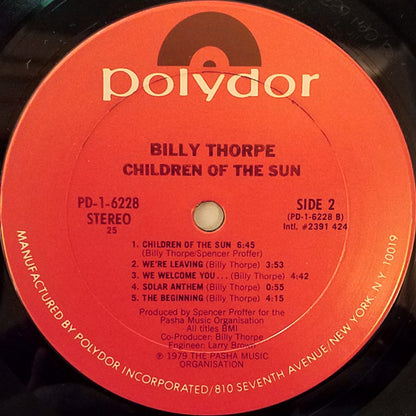 polydor
BILLY THORPE
CHILDREN OF THE SUN
PD-1-6228
STEREO
25
SIDE 2
(PD-1-6228 B)
Intl. #2391 424
1. CHILDREN OF THE SUN 6:45
(Billy Thorpe/Spencer Proffer)
2. WE'RE LEAVING (Billy Thorpe) 3:53
3. WE WELCOME YOU... (Billy Thorpe) 4:42
4. SOLAR ANTHEM (Billy Thorpe) 0:55
5. THE BEGINNING (Billy Thorpe) 4:15
Produced by Spencer Proffer for the
Pasha Music Organisation
All titles BMI
Co-Producer: Billy Thorpe
Engineer: Larry Brown
℗ 1979 THE PASHA MUSIC
ORGANISATION
MANUFACTURED BY POLYDOR INCORPORATED/810 SEVENTH AVENUE/NEW YORK, N.Y. 10019